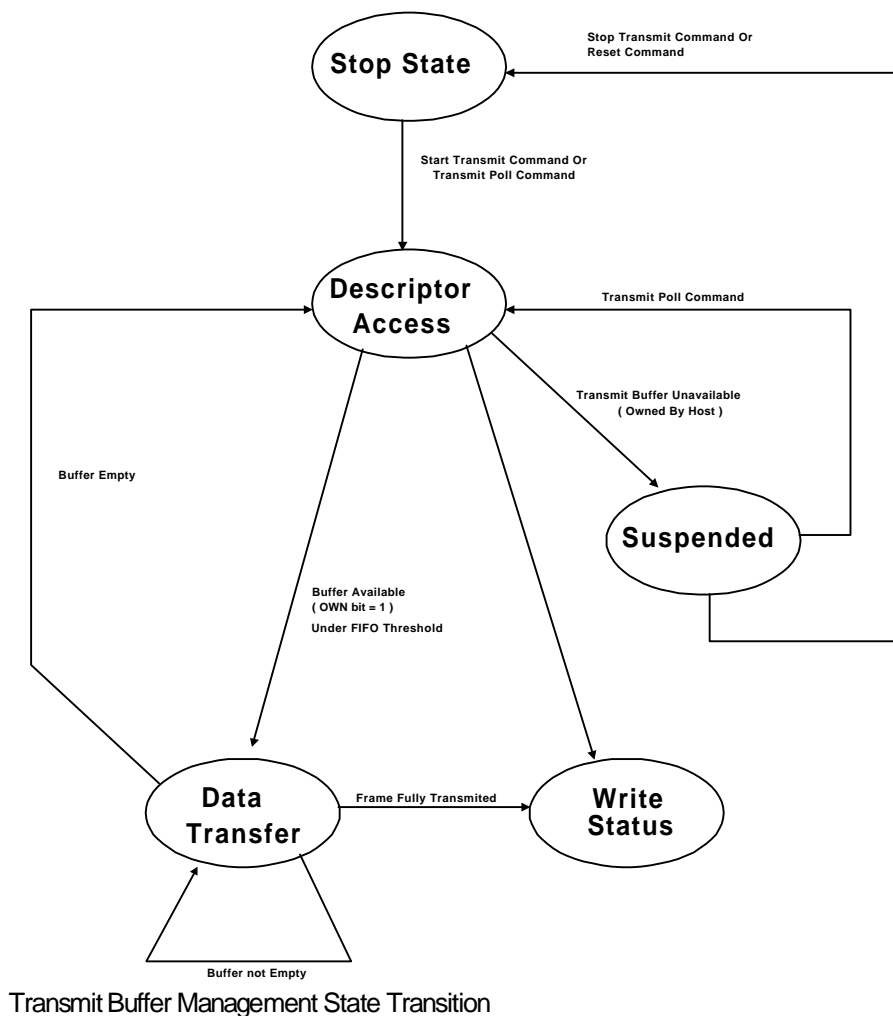 Stop Transmit Command Or
Reset Command
Stop State
Start Transmit Command Or
Transmit Poll Command
Descriptor
Access
Transmit Poll Command
Transmit Buffer Unavailable
( Owned By Host )
Buffer Empty
Suspended
Buffer Available
( OWN bit = 1 )
Under FIFO Threshold
Data
Transfer
Frame Fully Transmited
Write
Status
Buffer not Empty
Transmit Buffer Management State Transition